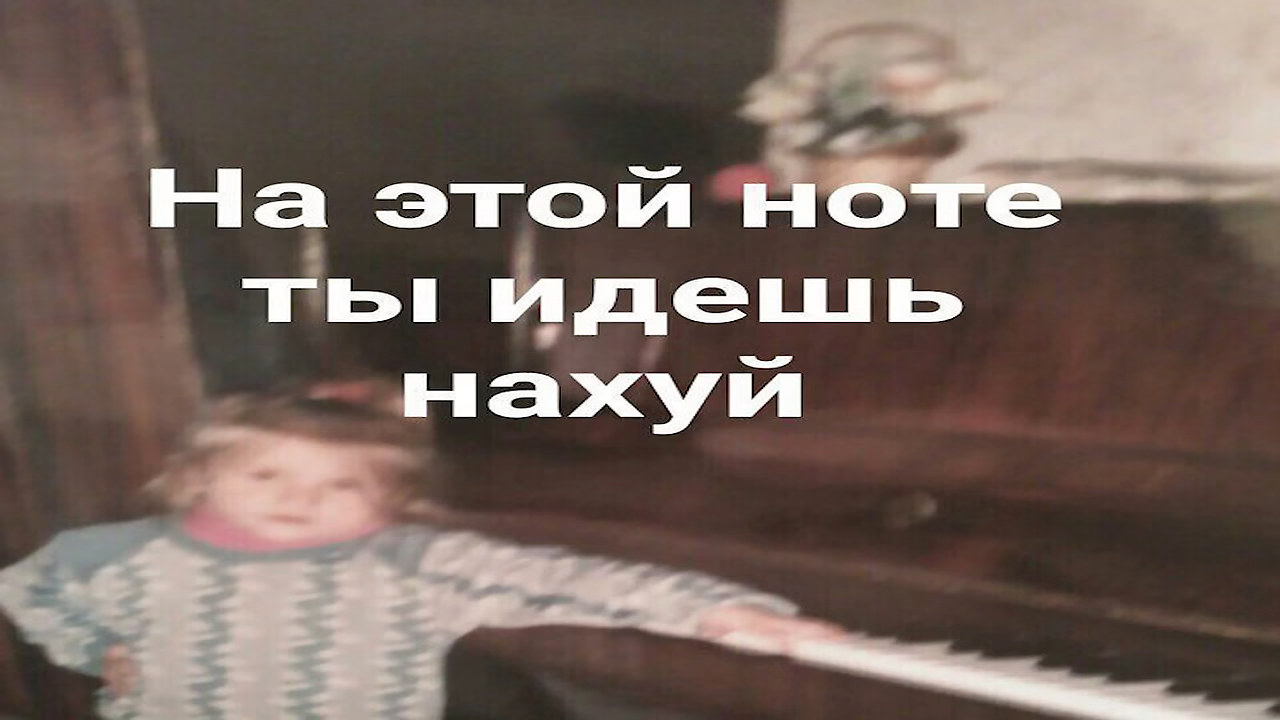 На этой ноте
ты идешь
нахуй